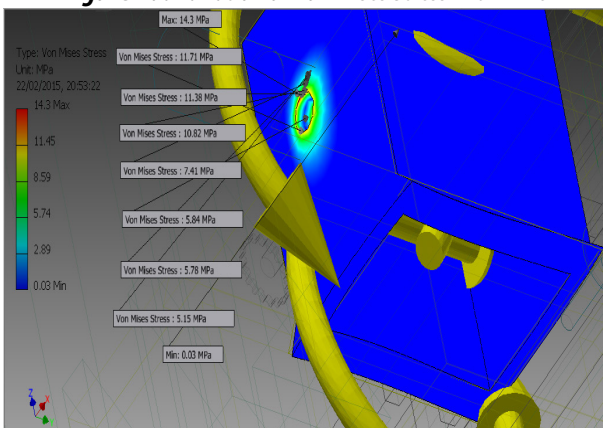 Max: 14.3 MPa
Type: Von Mises Stress
Unit: MPa
22/02/2015, 20:53:22
14.3 Max
11.45
8.59
5.74
2.89
0.03 Min
Von Mises Stress : 11.71 MPa
Von Mises Stress : 11.38 MPa
Von Mises Stress : 10.82 MPa
Von Mises Stress : 7.41 MPa
Von Mises Stress : 5.84 MPa
Von Mises Stress : 5.78 MPa
Von Mises Stress : 5.15 MPa
Min: 0.03 MPa
Z
X